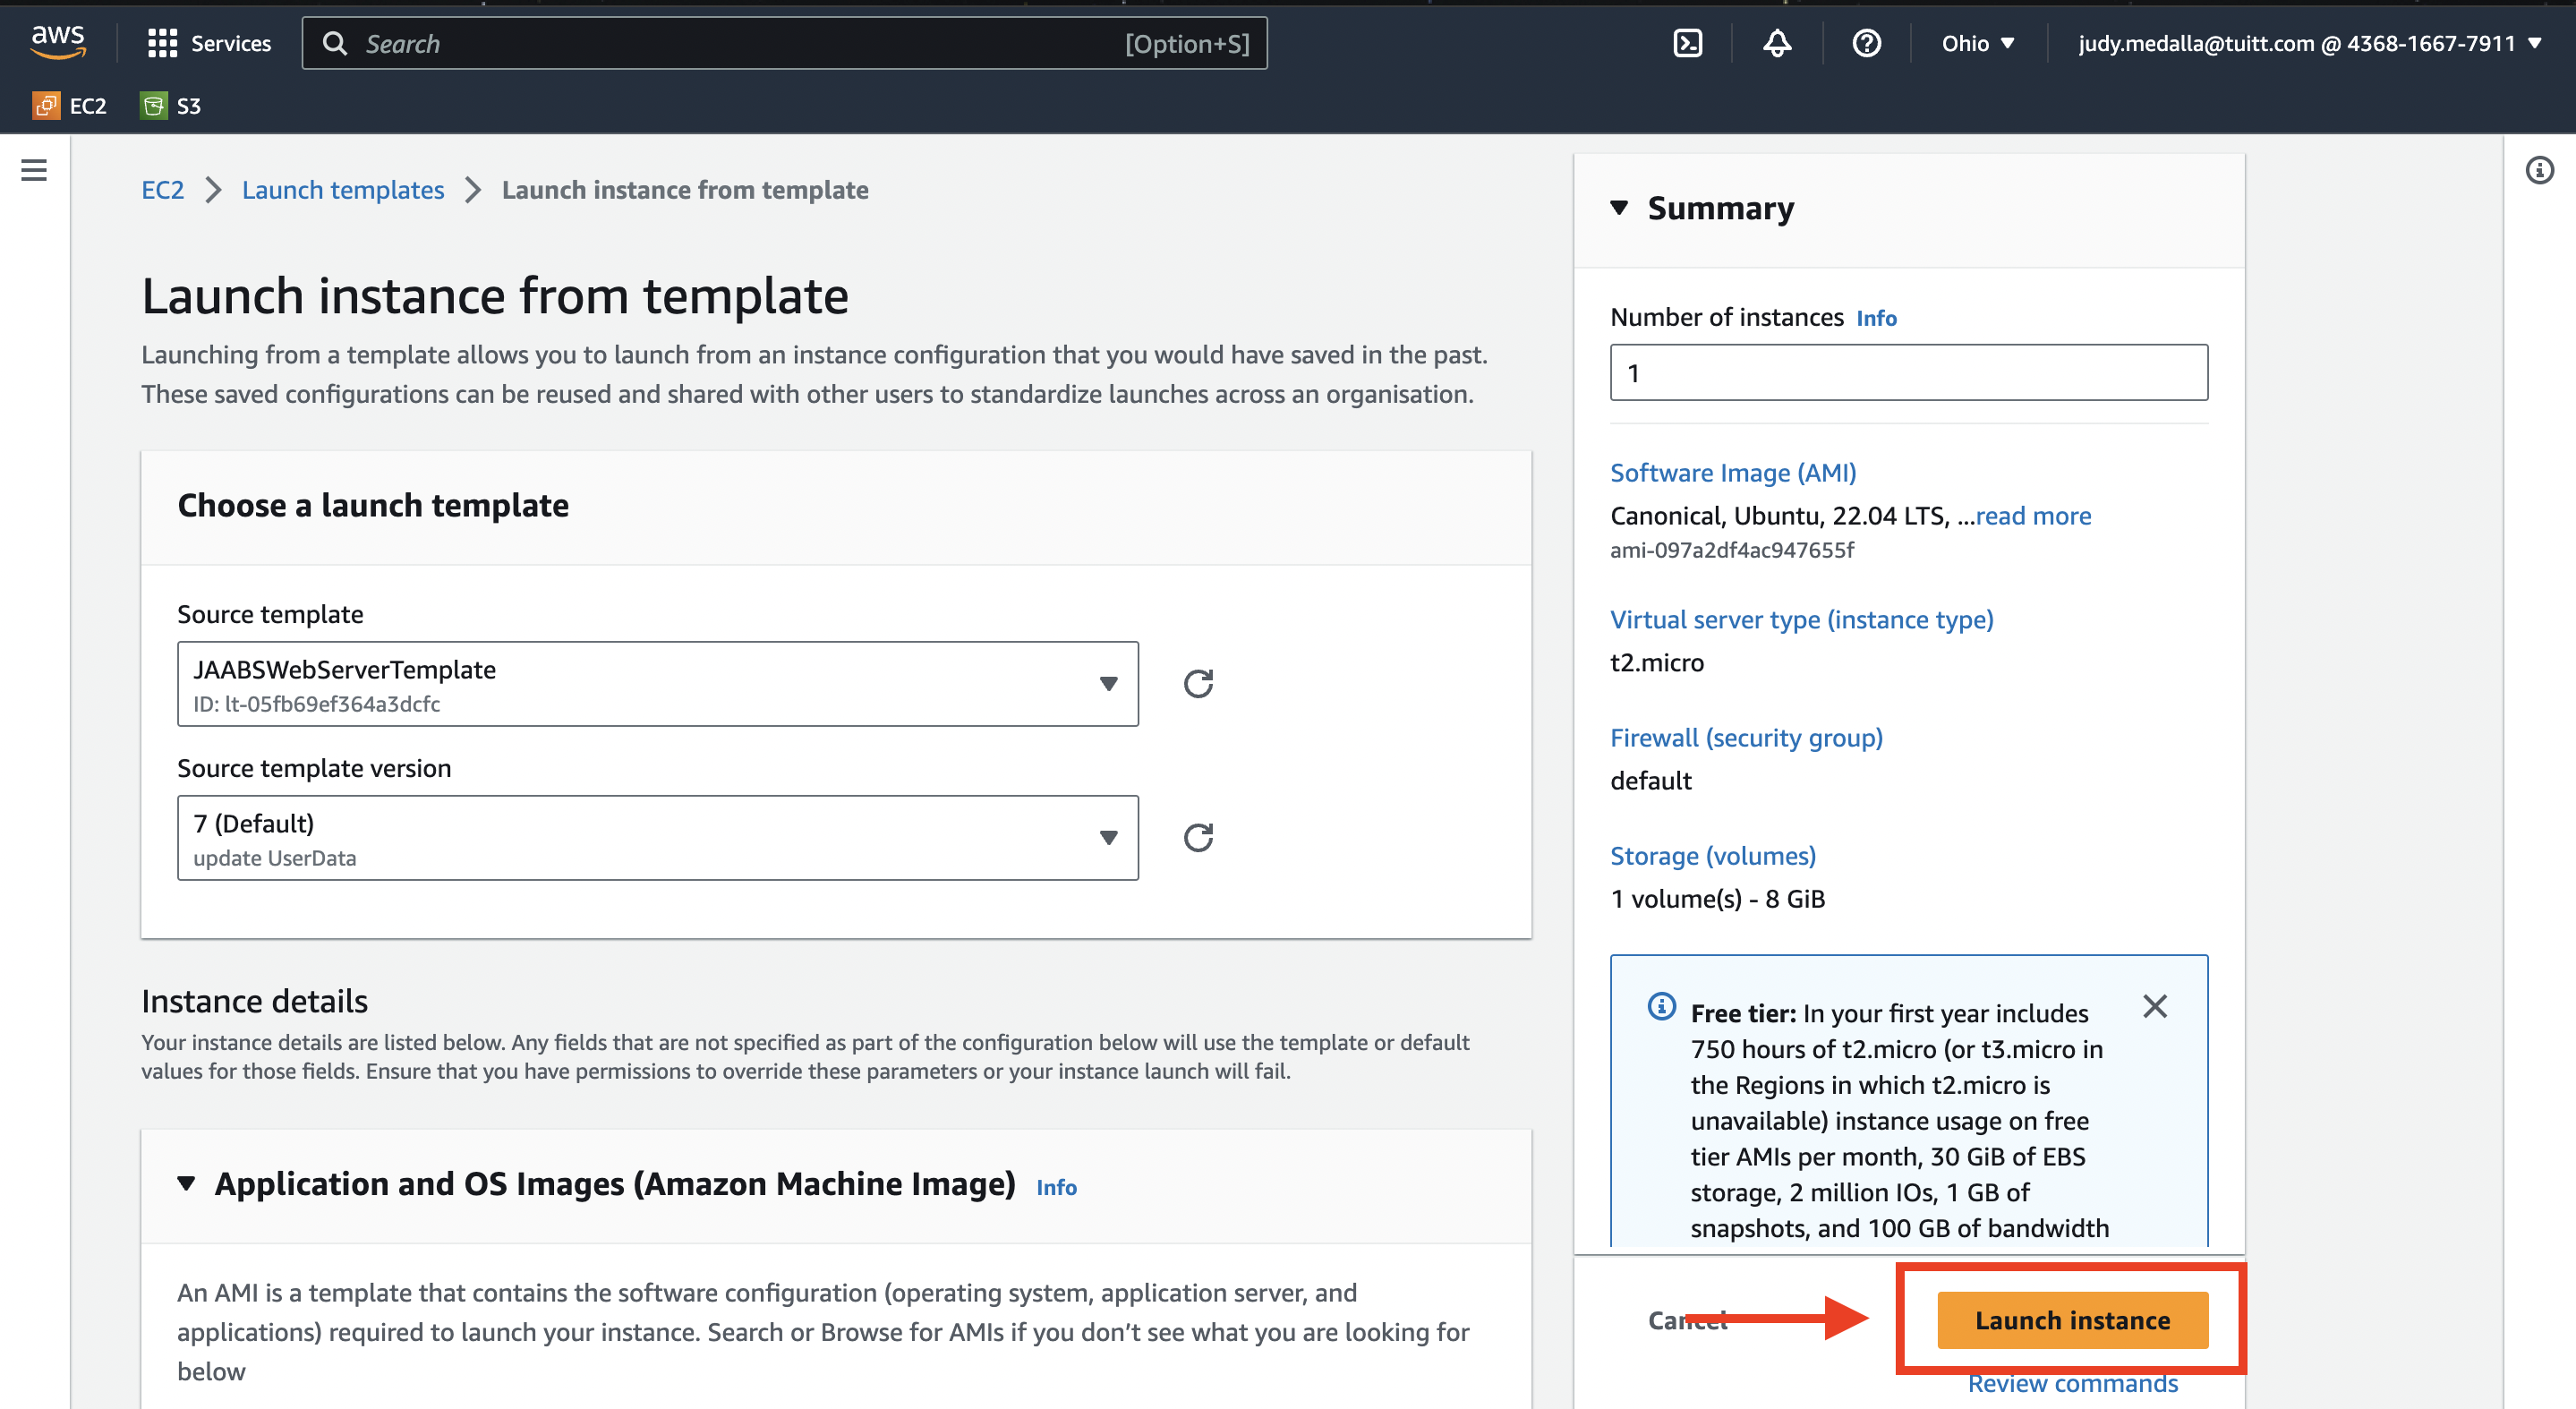 aws
Services
Search
[Option+S]
Ohio
judy.medalla@tuitt.com @ 4368-1667-7911
EC2
S3
EC2 > Launch templates > Launch instance from template
Launch instance from template
Launching from a template allows you to launch from an instance configuration that you would have saved in the past.
These saved configurations can be reused and shared with other users to standardize launches across an organisation.
Choose a launch template
Source template
JAABSWebServerTemplate
ID: lt-05fb69ef364a3dcfc
Source template version
7 (Default)
update UserData
Instance details
Your instance details are listed below. Any fields that are not specified as part of the configuration below will use the template or default
values for those fields. Ensure that you have permissions to override these parameters or your instance launch will fail.
Application and OS Images (Amazon Machine Image) Info
An AMI is a template that contains the software configuration (operating system, application server, and
applications) required to launch your instance. Search or Browse for AMIs if you don’t see what you are looking for
below
Summary
Number of instances Info
1
Software Image (AMI)
Canonical, Ubuntu, 22.04 LTS, ...read more
ami-097a2df4ac947655f
Virtual server type (instance type)
t2.micro
Firewall (security group)
default
Storage (volumes)
1 volume(s) - 8 GiB
Free tier: In your first year includes
750 hours of t2.micro (or t3.micro in
the Regions in which t2.micro is
unavailable) instance usage on free
tier AMIs per month, 30 GiB of EBS
storage, 2 million IOs, 1 GB of
snapshots, and 100 GB of bandwidth
Cancel
Launch instance
Review commands